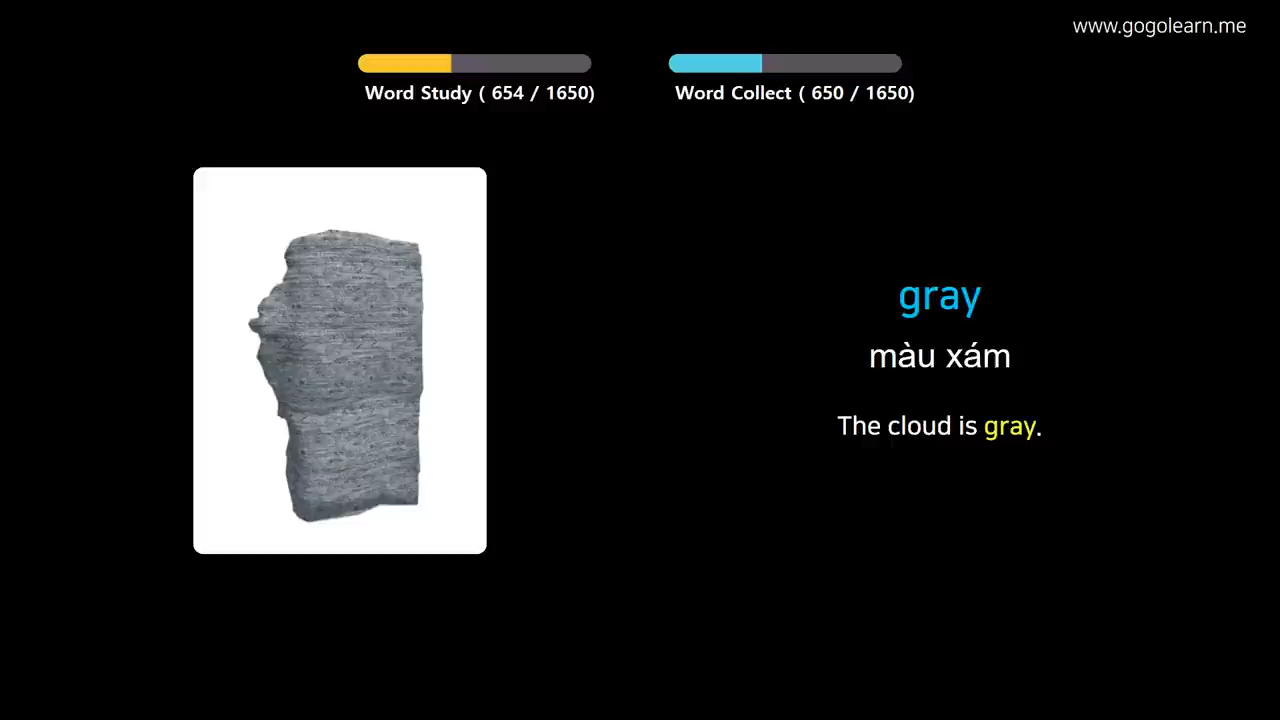 www.gogolearn.me
Word Study ( 654 / 1650)
Word Collect ( 650 / 1650)
gray
màu xám
The cloud is gray.